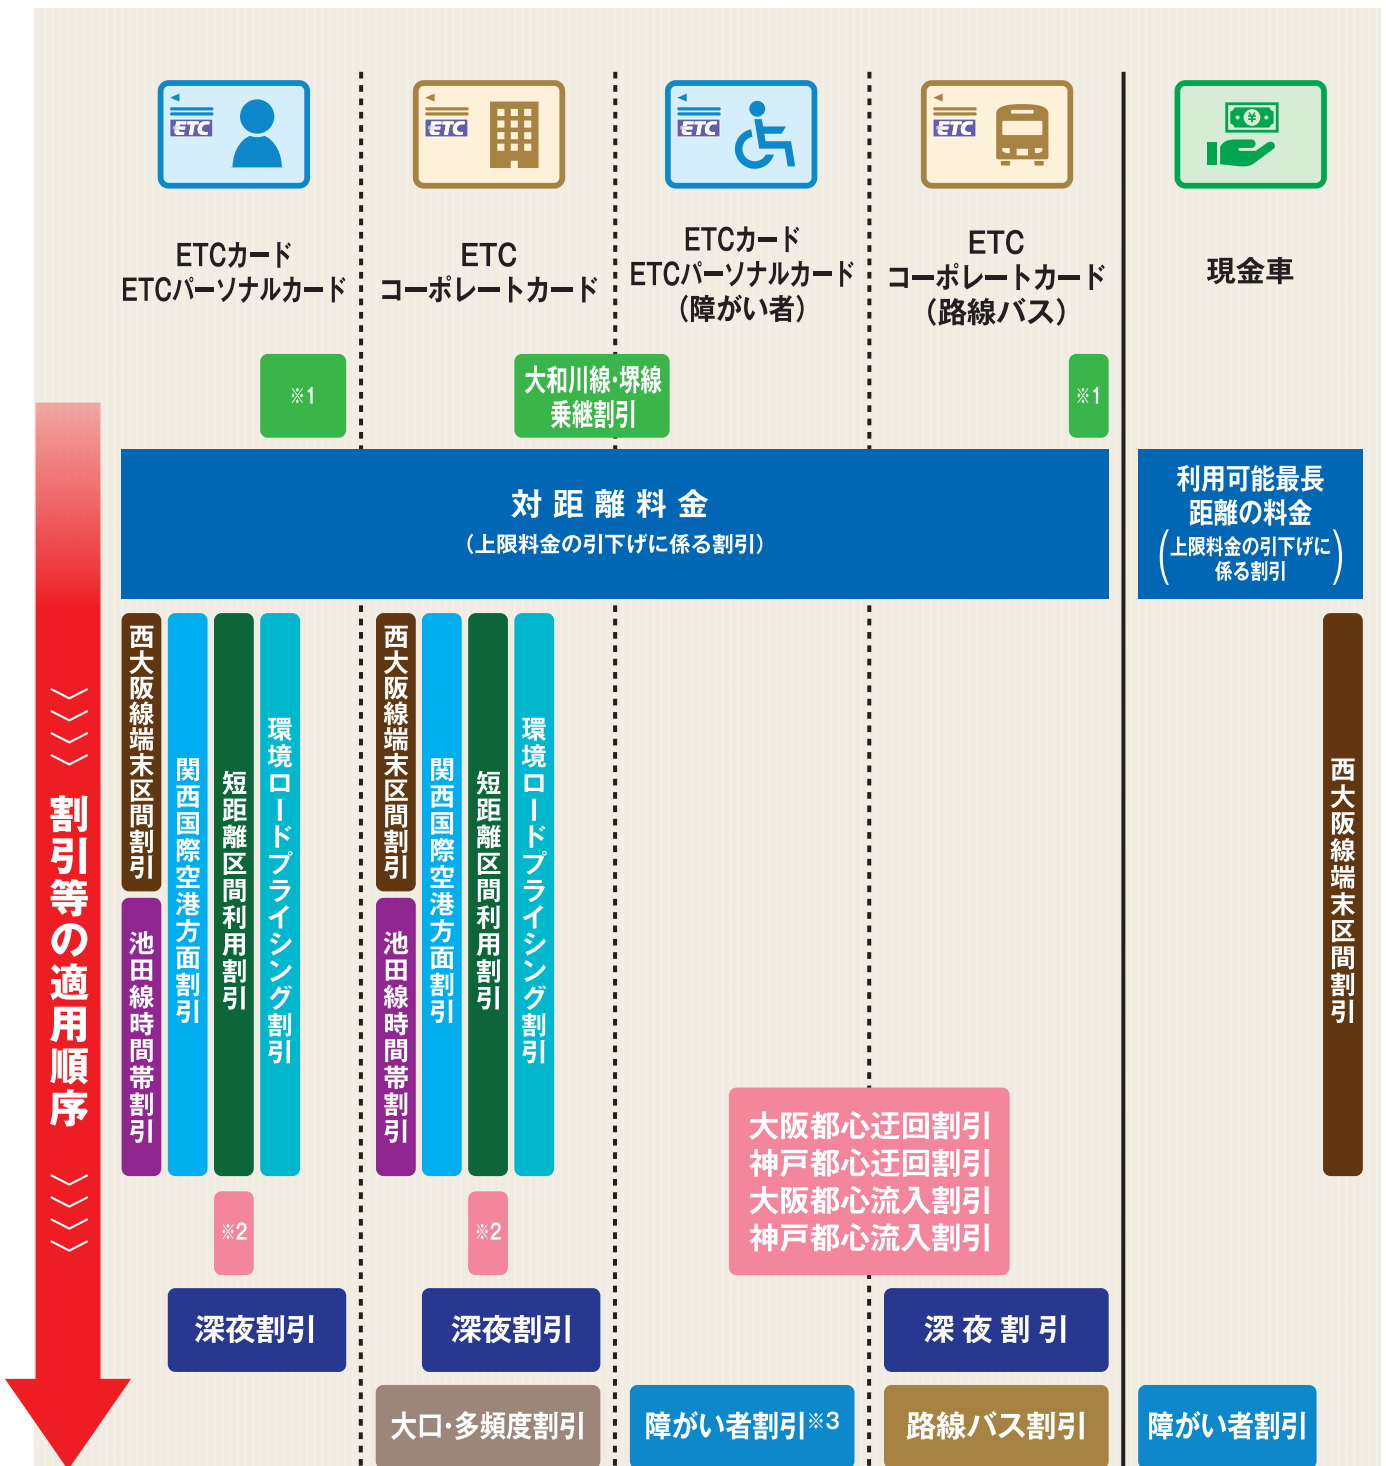 ETC
ETC
ETC
ETC
ETCカード
ETCパーソナルカード
ETC
コーポレートカード
ETCカード
ETCパーソナルカード
（障がい者）
ETC
コーポレートカード
（路線バス）
現金車
※1
大和川線・堺線
乗継割引
※1
対距離料金
（上限料金の引下げに係る割引）
利用可能最長
距離の料金
（上限料金の引下げに
係る割引）
割引等の適用順序
西大阪線端末区間割引
池田線時間帯割引
関西国際空港方面割引
短距離区間利用割引
環境ロードプライシング割引
西大阪線端末区間割引
池田線時間帯割引
関西国際空港方面割引
短距離区間利用割引
環境ロードプライシング割引
西大阪線端末区間割引
大阪都心迂回割引
神戸都心迂回割引
大阪都心流入割引
神戸都心流入割引
※2
※2
深夜割引
深夜割引
深夜割引
大口・多頻度割引
障がい者割引※3
路線バス割引
障がい者割引